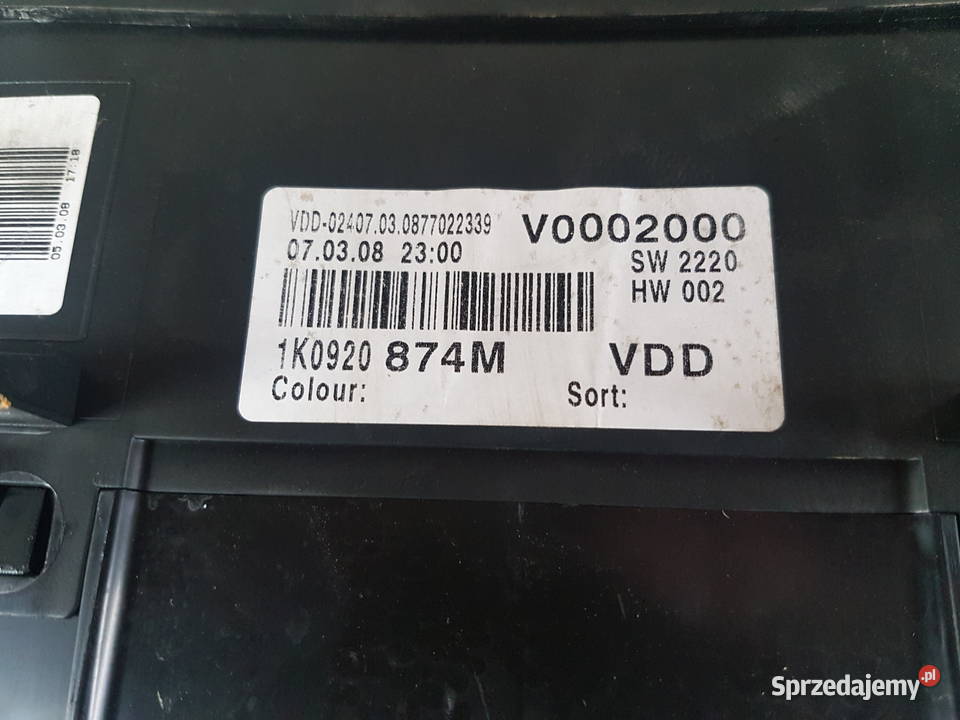 05.03.08 17:18
VDD-02407.03.0877022339 V0002000
07.03.08 23:00 SW 2220
HW 002
1K0920 874M VDD
Colour: Sort:
Sprzedajemy.pl